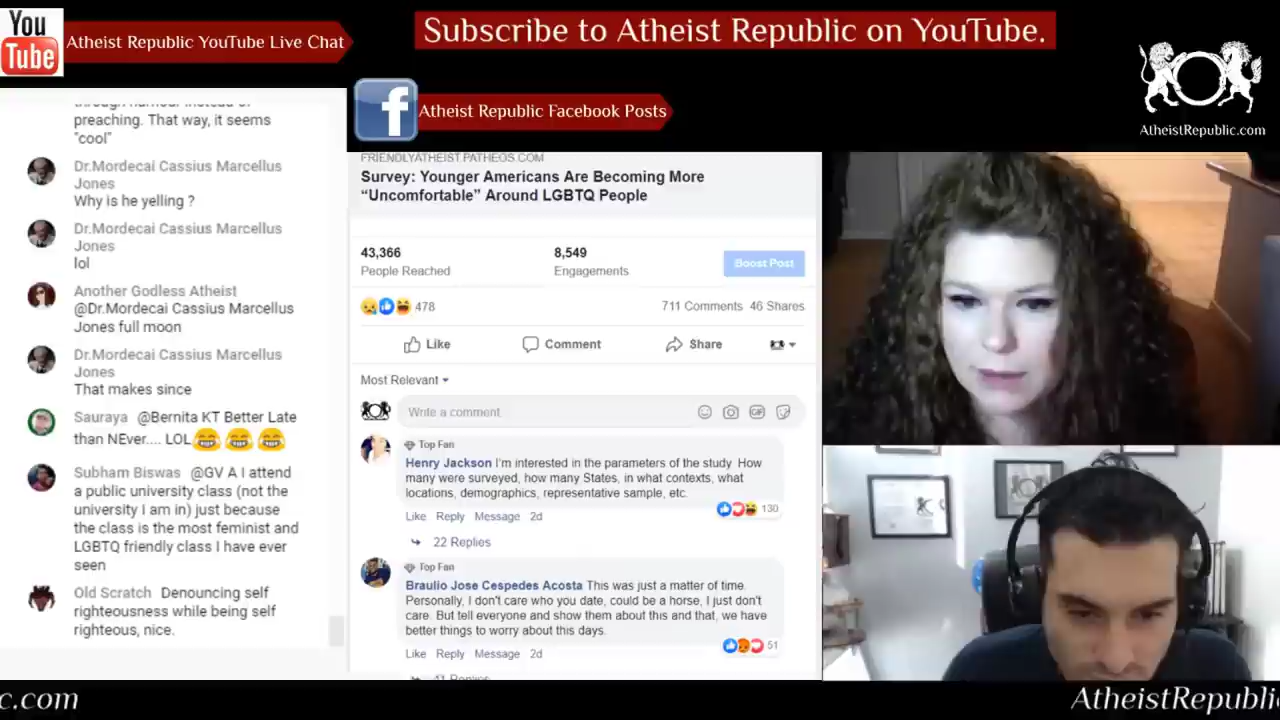 You
Tube
Atheist Republic YouTube Live Chat
Subscribe to Atheist Republic on YouTube.
Atheist Republic Facebook Posts
AtheistRepublic.com
through humour instead of
preaching. That way, it seems
"cool"
Dr.Mordecai Cassius Marcellus
Jones
Why is he yelling ?
Dr.Mordecai Cassius Marcellus
Jones
lol
Another Godless Atheist
@Dr.Mordecai Cassius Marcellus
Jones full moon
Dr.Mordecai Cassius Marcellus
Jones
That makes since
Sauraya @Bernita KT Better Late
than NEver.... LOL😂 😂 😂
Subham Biswas @GV A I attend
a public university class (not the
university I am in) just because
the class is the most feminist and
LGBTQ friendly class I have ever
seen
Old Scratch Denouncing self
righteousness while being self
righteous, nice.
FRIENDLYATHEIST.PATHEOS.COM
Survey: Younger Americans Are Becoming More
“Uncomfortable” Around LGBTQ People
43,366 8,549
People Reached Engagements Boost Post
478 711 Comments 46 Shares
Like Comment Share
Most Relevant
Write a comment
GIF
Top Fan
Henry Jackson I'm interested in the parameters of the study. How
many were surveyed, how many States, in what contexts, what
locations, demographics, representative sample, etc.
130
Like Reply Message 2d
22 Replies
Top Fan
Braulio Jose Cespedes Acosta This was just a matter of time.
Personally, I don't care who you date, could be a horse, I just don't
care. But tell everyone and show them about this and that, we have
better things to worry about this days.
51
Like Reply Message 2d
41 Replies
c.com
AtheistRepublic